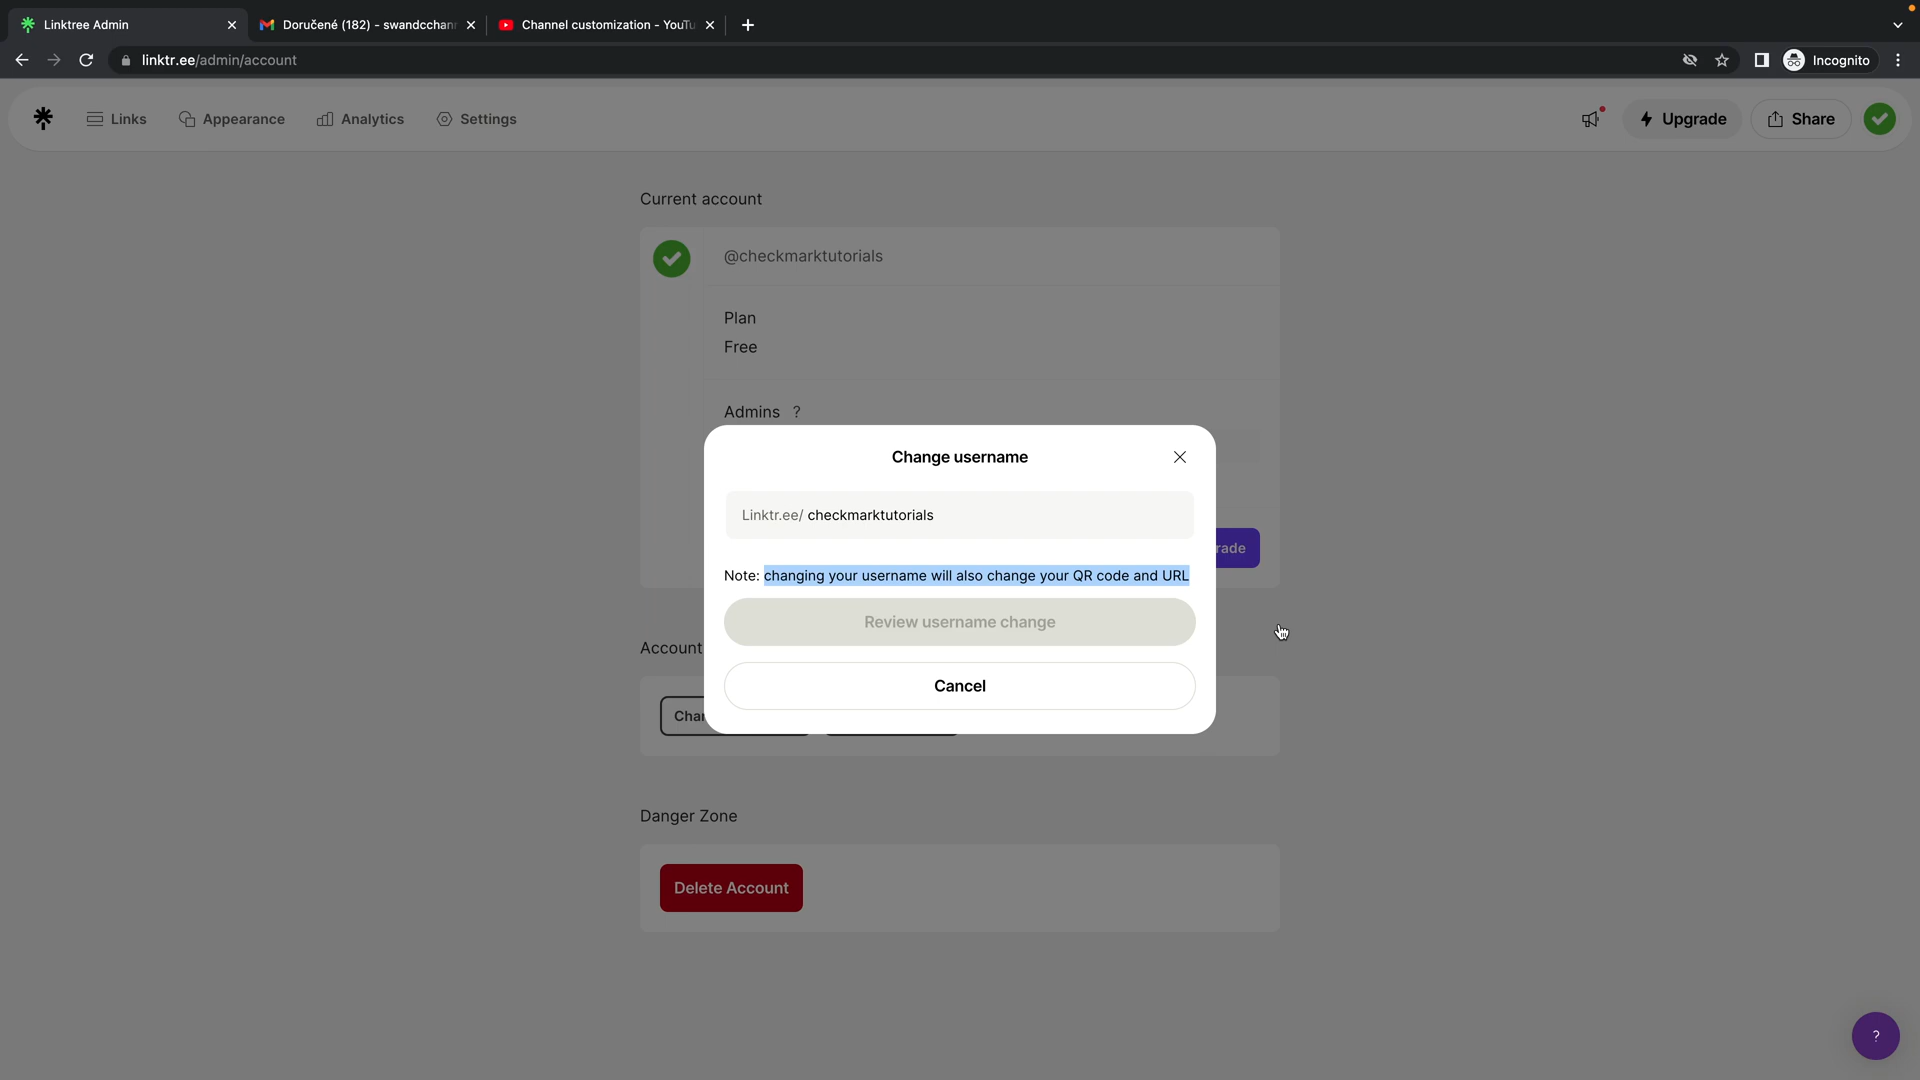 Linktree Admin
Doručené (182) - swandcchann
Channel customization - YouTu
linktr.ee/admin/account
Incognito
Links
Appearance
Analytics
Settings
Upgrade
Share
Current account
@checkmarktutorials
Plan
Free
Admins ?
Change username
Linktr.ee/ checkmarktutorials
rade
Note: changing your username will also change your QR code and URL
Review username change
Account
Cancel
Char
Danger Zone
Delete Account
?